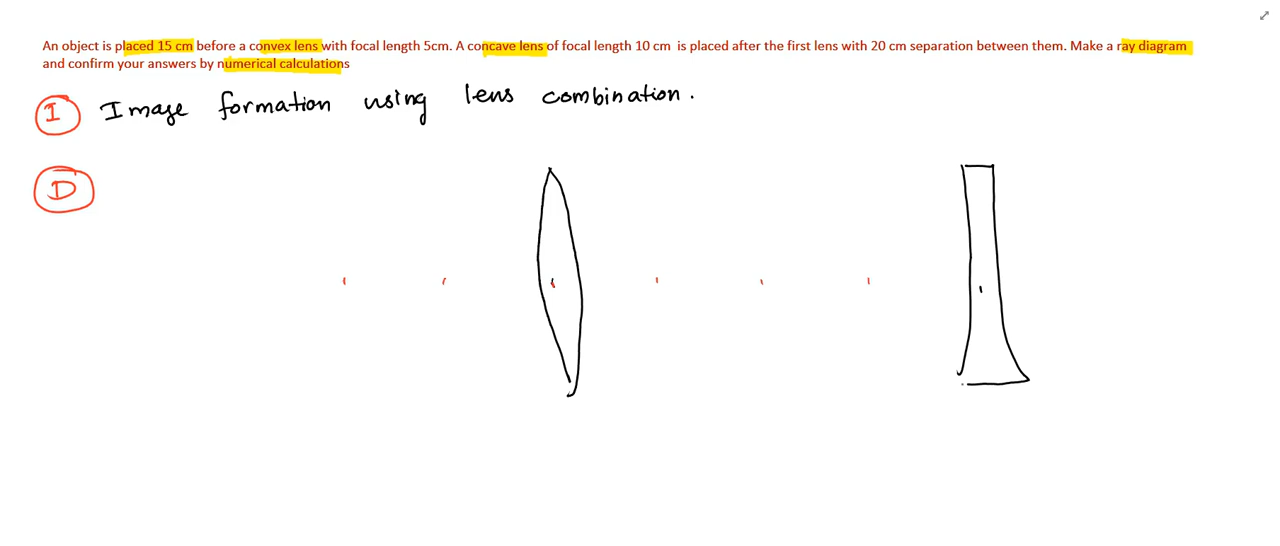 An object is placed 15 cm before a convex lens with focal length 5cm. A concave lens of focal length 10 cm is placed after the first lens with 20 cm separation between them. Make a ray diagram
and confirm your answers by numerical calculations
I Image formation using lens combination.
D